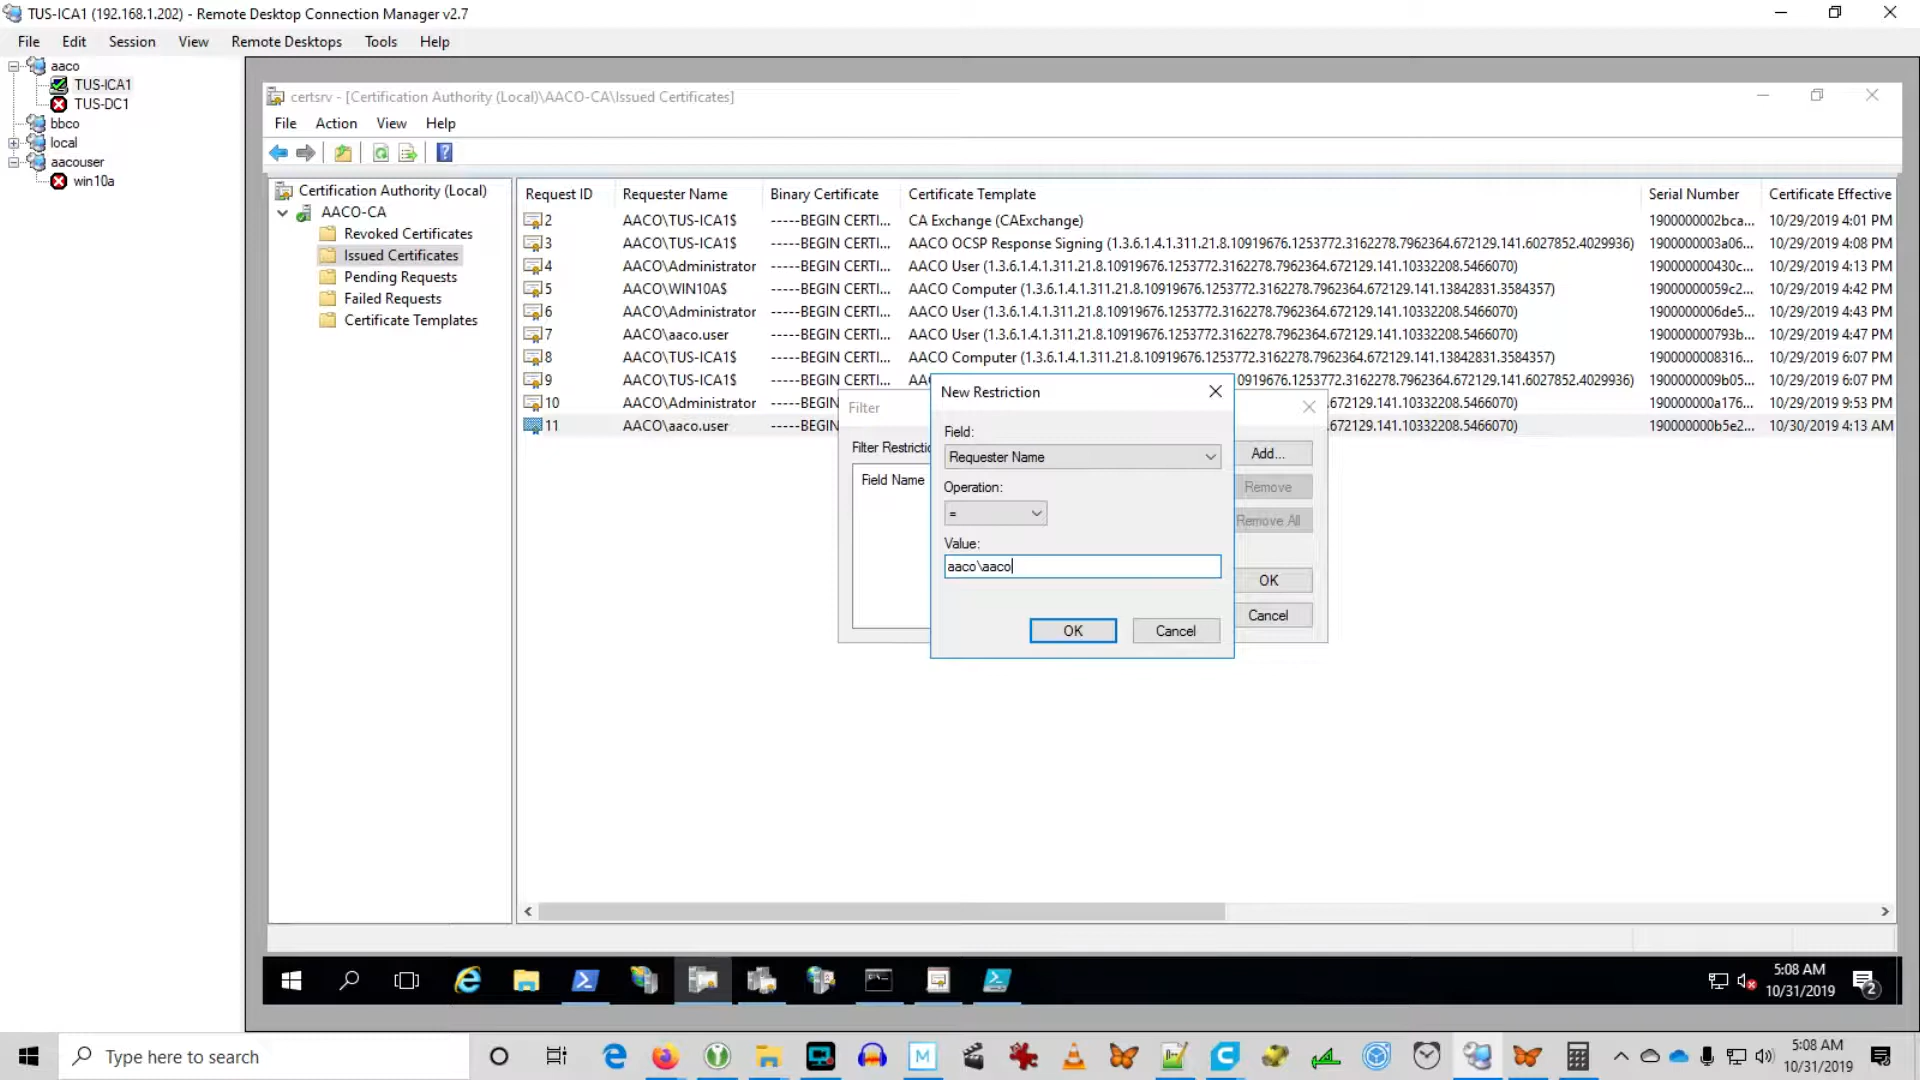 TUS-ICA1 (192.168.1.202) - Remote Desktop Connection Manager v2.7
File Edit Session View Remote Desktops Tools Help
aaco
TUS-ICA1
TUS-DC1
bbco
local
aacouser
win10a
certsrv - [Certification Authority (Local)\AACO-CA\Issued Certificates]
File Action View Help
Certification Authority (Local)
AACO-CA
Revoked Certificates
Issued Certificates
Pending Requests
Failed Requests
Certificate Templates
Request ID Requester Name Binary Certificate Certificate Template Serial Number Certificate Effective
2 AACO\TUS-ICA1$ -----BEGIN CERTI... CA Exchange (CAExchange) 1900000002bca... 10/29/2019 4:01 PM
3 AACO\TUS-ICA1$ -----BEGIN CERTI... AACO OCSP Response Signing (1.3.6.1.4.1.311.21.8.10919676.1253772.3162278.7962364.672129.141.6027852.4029936) 1900000003a06... 10/29/2019 4:08 PM
4 AACO\Administrator -----BEGIN CERTI... AACO User (1.3.6.1.4.1.311.21.8.10919676.1253772.3162278.7962364.672129.141.10332208.5466070) 190000000430c... 10/29/2019 4:13 PM
5 AACO\WIN10A$ -----BEGIN CERTI... AACO Computer (1.3.6.1.4.1.311.21.8.10919676.1253772.3162278.7962364.672129.141.13842831.3584357) 190000000059c2... 10/29/2019 4:42 PM
6 AACO\Administrator -----BEGIN CERTI... AACO User (1.3.6.1.4.1.311.21.8.10919676.1253772.3162278.7962364.672129.141.10332208.5466070) 1900000006de5... 10/29/2019 4:43 PM
7 AACO\aaco.user -----BEGIN CERTI... AACO User (1.3.6.1.4.1.311.21.8.10919676.1253772.3162278.7962364.672129.141.10332208.5466070) 1900000000793b... 10/29/2019 4:47 PM
8 AACO\TUS-ICA1$ -----BEGIN CERTI... AACO Computer (1.3.6.1.4.1.311.21.8.10919676.1253772.3162278.7962364.672129.141.13842831.3584357) 1900000008316... 10/29/2019 6:07 PM
9 AACO\TUS-ICA1$ -----BEGIN CERTI... AA 0919676.1253772.3162278.7962364.672129.141.6027852.4029936) 1900000009b05... 10/29/2019 6:07 PM
10 AACO\Administrator -----BEGIN .672129.141.10332208.5466070) 190000000a176... 10/29/2019 9:53 PM
11 AACO\aaco.user -----BEGIN .672129.141.10332208.5466070) 190000000b5e2... 10/30/2019 4:13 AM
Filter
Filter Restrictio
Field Name
Add...
Remove
Remove All
OK
Cancel
New Restriction
Field:
Requester Name
Operation:
=
Value:
aaco\aaco
OK Cancel
5:08 AM
10/31/2019
2
Type here to search
5:08 AM
10/31/2019